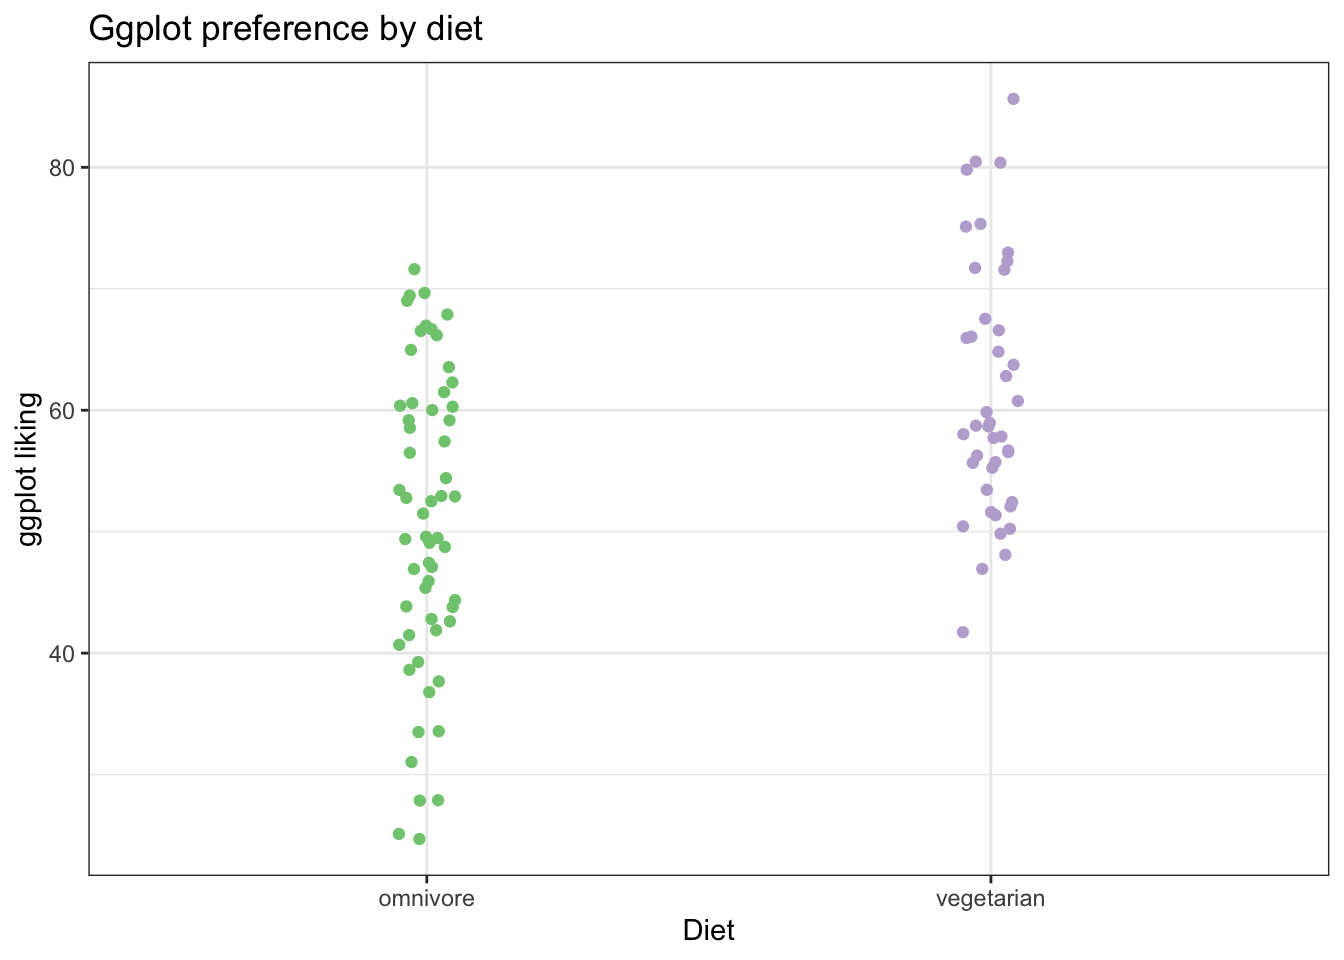 Ggplot preference by diet
ggplot liking
80
60
40
omnivore
vegetarian
Diet